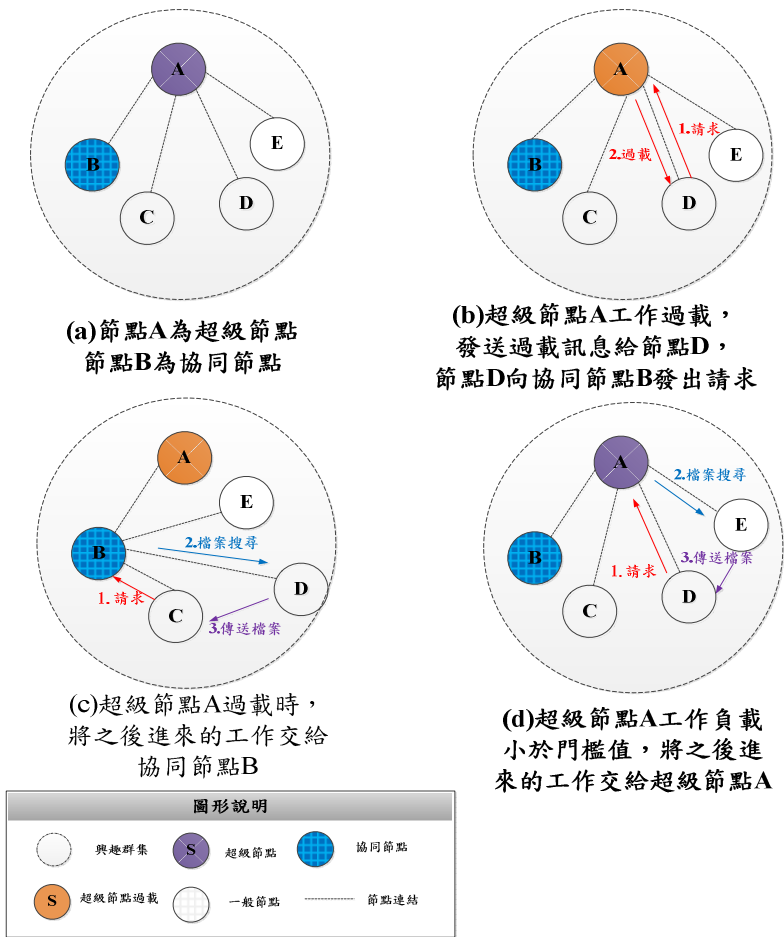 A
B
C
D
E
(a)節點A為超級節點
節點B為協同節點
A
B
C
D
E
1.請求
2.過載
(b)超級節點A工作過載，
發送過載訊息給節點D，
節點D向協同節點B發出請求
A
E
B
2.檔案搜尋
D
1.請求
C
3.傳送檔案
(c)超級節點A過載時，
將之後進來的工作交給
協同節點B
A
2.檔案搜尋
E
B
3.傳送檔案
1.請求
D
C
(d)超級節點A工作負載
小於門檻值，將之後進
來的工作交給超級節點A
圖形說明
興趣群集
S 超級節點
協同節點
S 超級節點過載
一般節點
節點連結